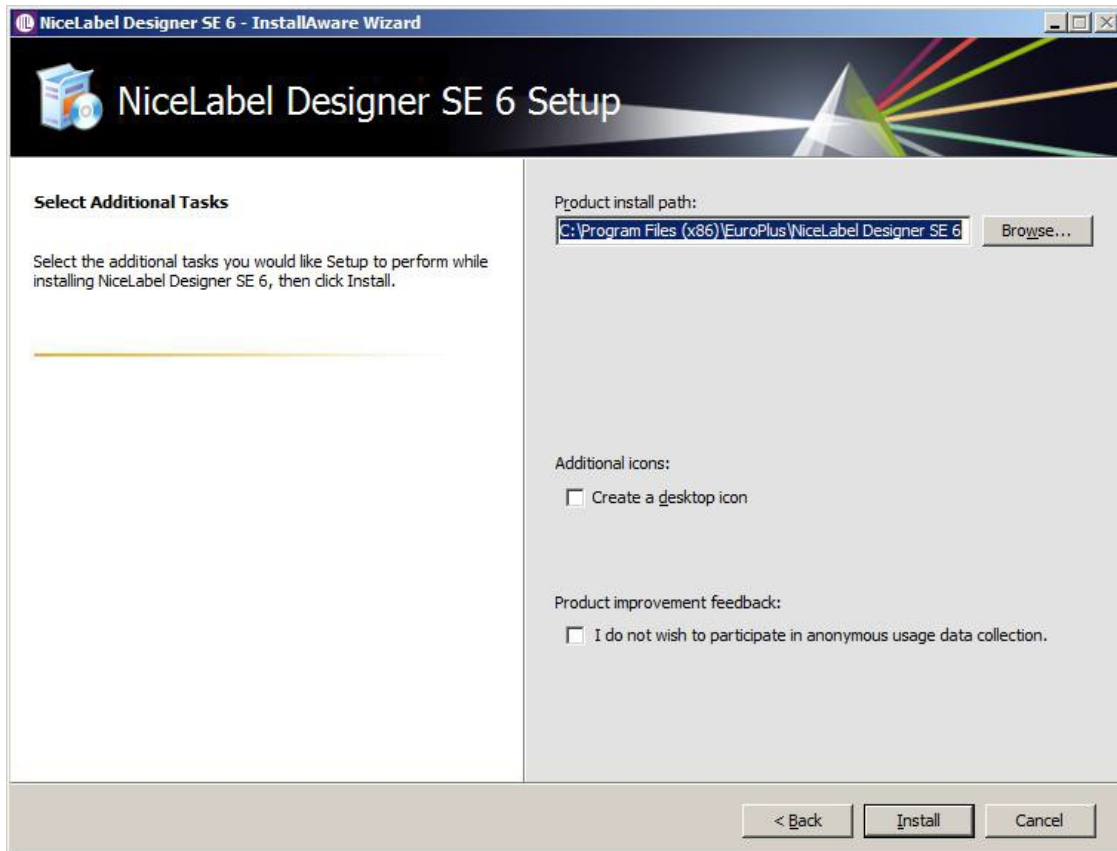 NiceLabel Designer SE 6 - InstallAware Wizard
NiceLabel Designer SE 6 Setup
Select Additional Tasks
Select the additional tasks you would like Setup to perform while
installing NiceLabel Designer SE 6, then click Install.
Product install path:
C:\Program Files (x86)\EuroPlus\NiceLabel Designer SE 6
Browse...
Additional icons:
Create a desktop icon
Product improvement feedback:
I do not wish to participate in anonymous usage data collection.
< Back
Install
Cancel